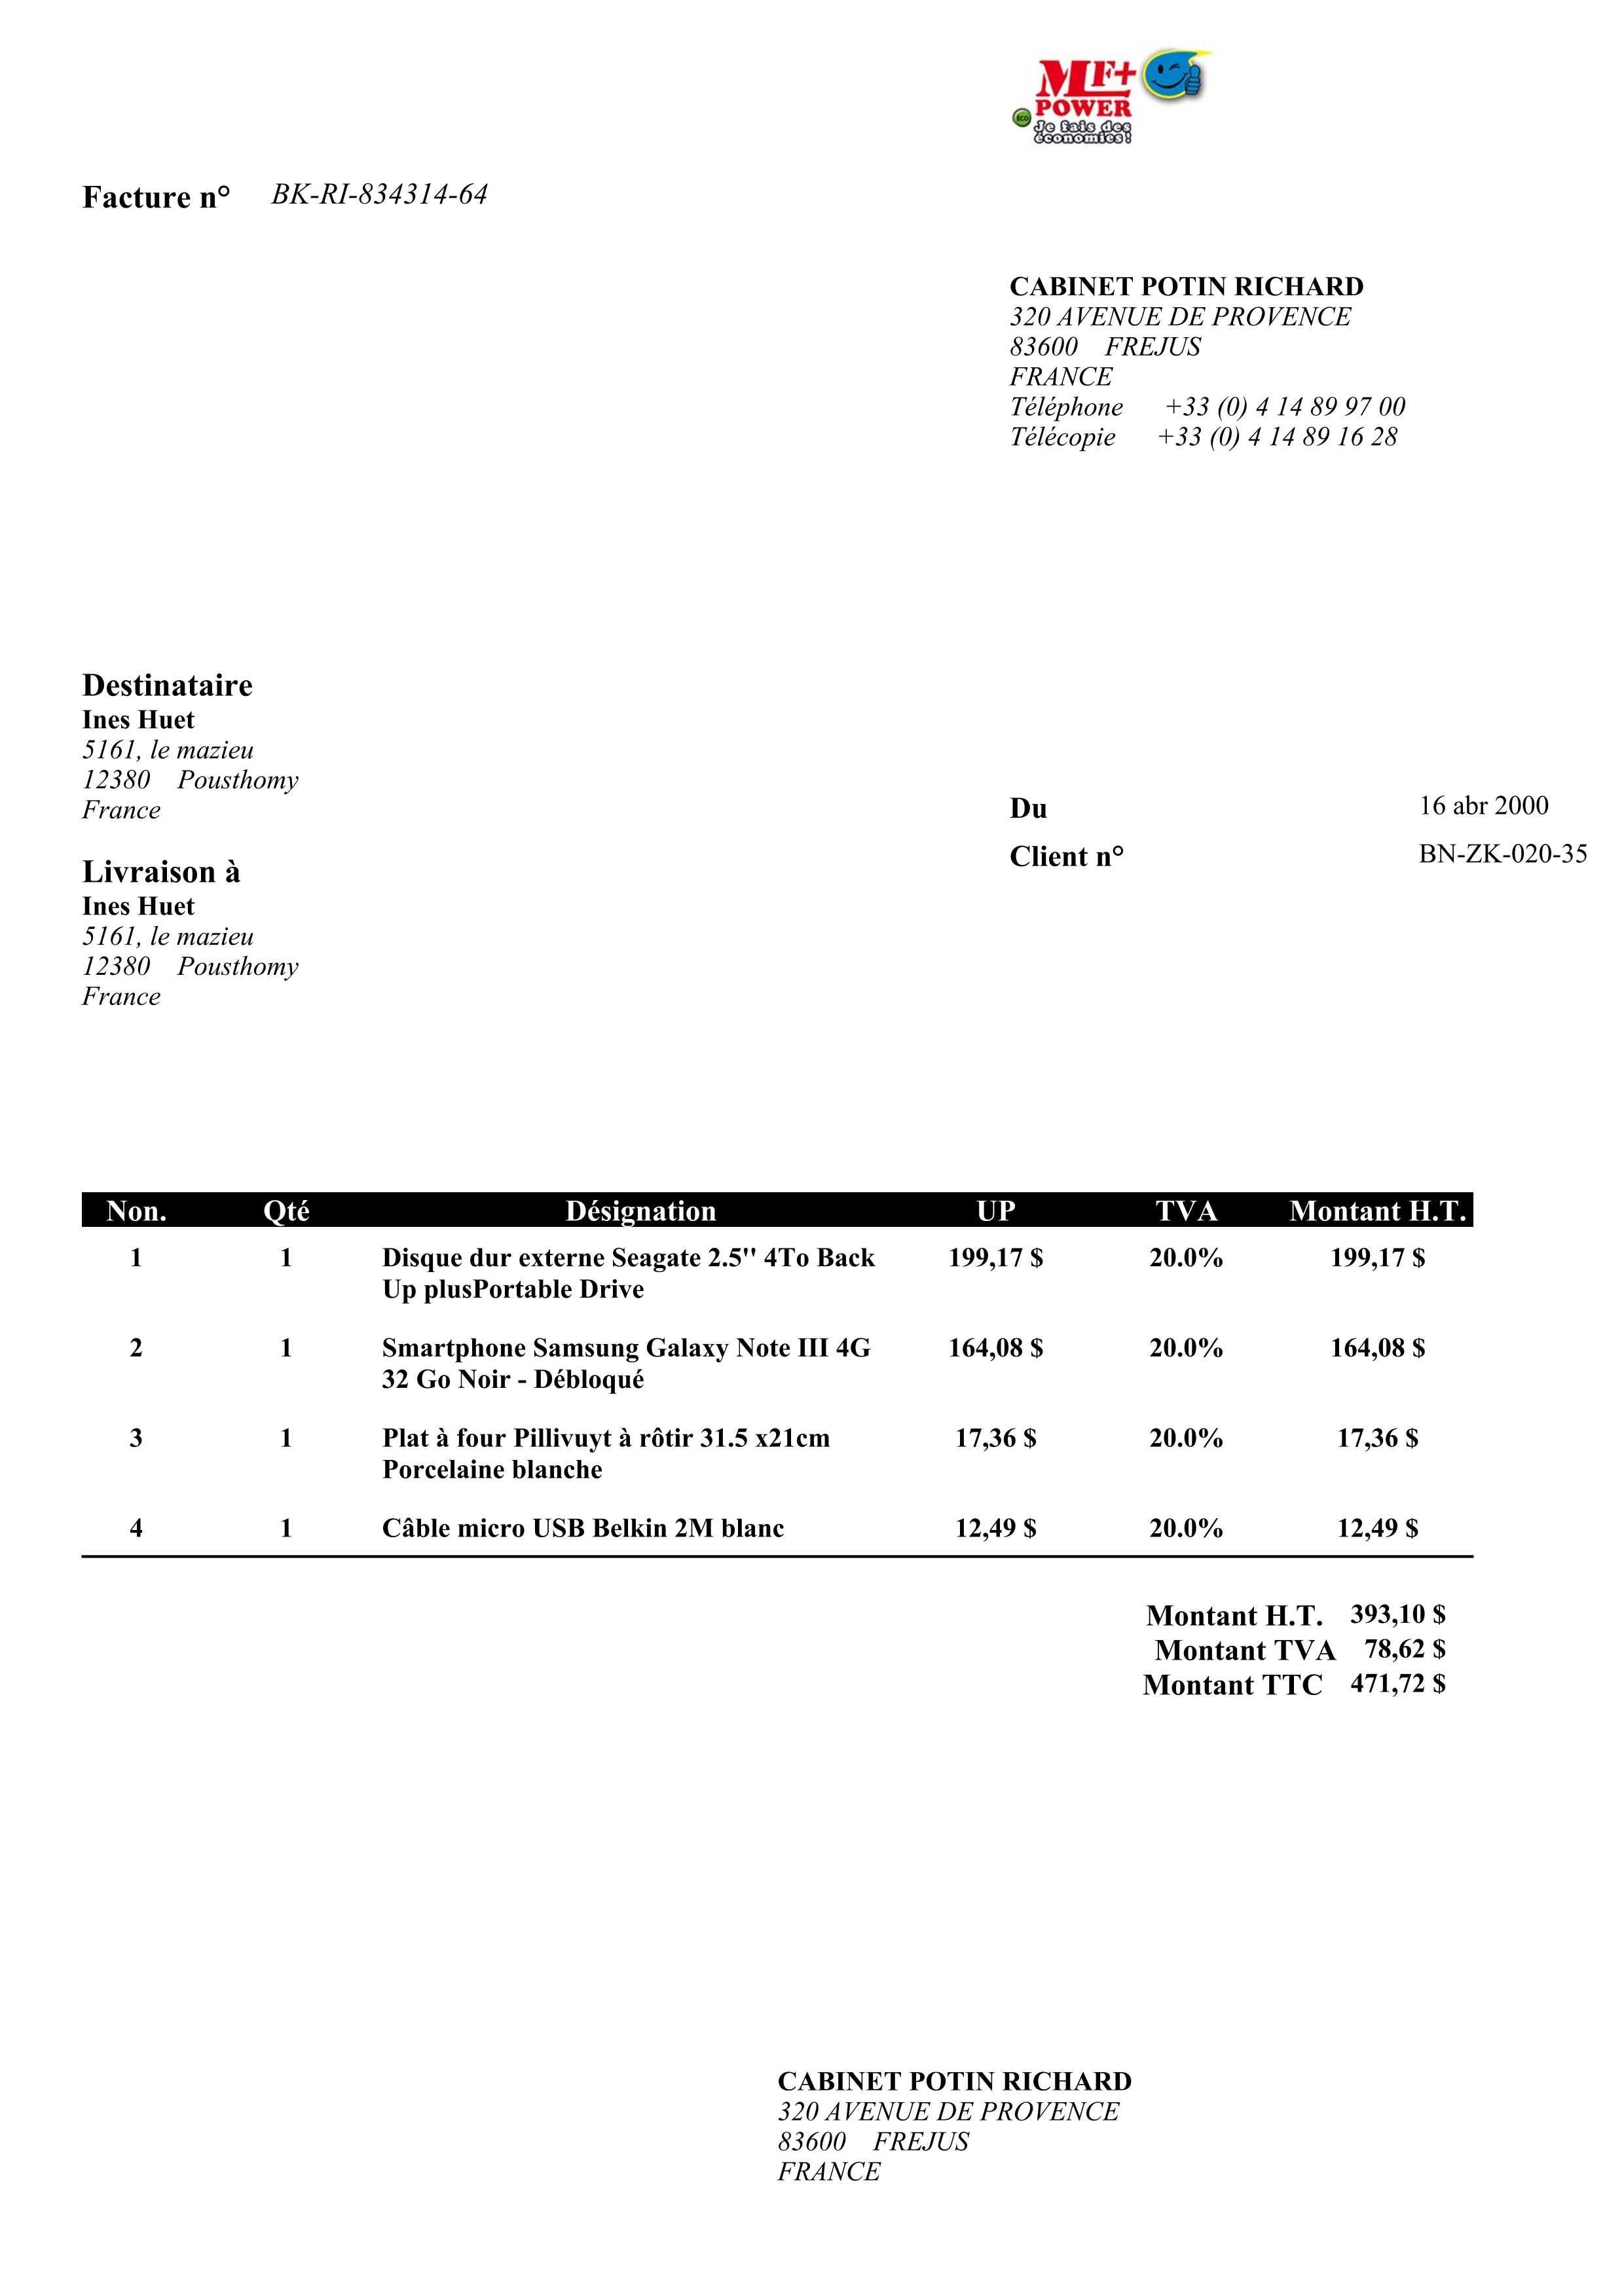 MF+
POWER
éco
Je fais des
économies!
Facture n° BK-RI-834314-64
CABINET POTIN RICHARD
320 AVENUE DE PROVENCE
83600 FREJUS
FRANCE
Téléphone +33 (0) 4 14 89 97 00
Télécopie +33 (0) 4 14 89 16 28
Destinataire
Ines Huet
5161, le mazieu
12380 Pousthomy
France
Du 16 abr 2000
Client n° BN-ZK-020-35
Livraison à
Ines Huet
5161, le mazieu
12380 Pousthomy
France
Non. Qté Désignation UP TVA Montant H.T.
1 1 Disque dur externe Seagate 2.5'' 4To Back 199,17 $ 20.0% 199,17 $
Up plusPortable Drive
2 1 Smartphone Samsung Galaxy Note III 4G 164,08 $ 20.0% 164,08 $
32 Go Noir - Débloqué
3 1 Plat à four Pillivuyt à rôtir 31.5 x21cm 17,36 $ 20.0% 17,36 $
Porcelaine blanche
4 1 Câble micro USB Belkin 2M blanc 12,49 $ 20.0% 12,49 $
Montant H.T. 393,10 $
Montant TVA 78,62 $
Montant TTC 471,72 $
CABINET POTIN RICHARD
320 AVENUE DE PROVENCE
83600 FREJUS
FRANCE